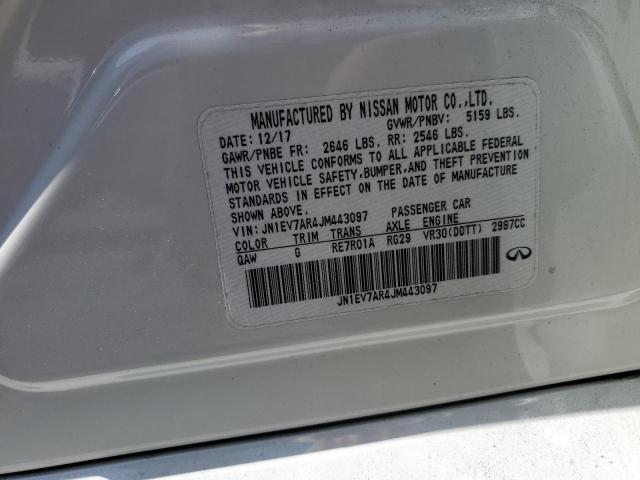 MANUFACTURED BY NISSAN MOTOR CO.,LTD.
DATE: 12/17 GVWR/PNBV: 5159 LBS.
GAWR/PNBE FR: 2646 LBS. RR: 2546 LBS.
THIS VEHICLE CONFORMS TO ALL APPLICABLE FEDERAL
MOTOR VEHICLE SAFETY,BUMPER,AND THEFT PREVENTION
STANDARDS IN EFFECT ON THE DATE OF MANUFACTURE
SHOWN ABOVE.
VIN: JN1EV7AR4JM443097 PASSENGER CAR
COLOR TRIM TRANS AXLE ENGINE
QAW G RE7R01A RG29 VR30(DDTT) 2997CC
JN1EV7AR4JM443097